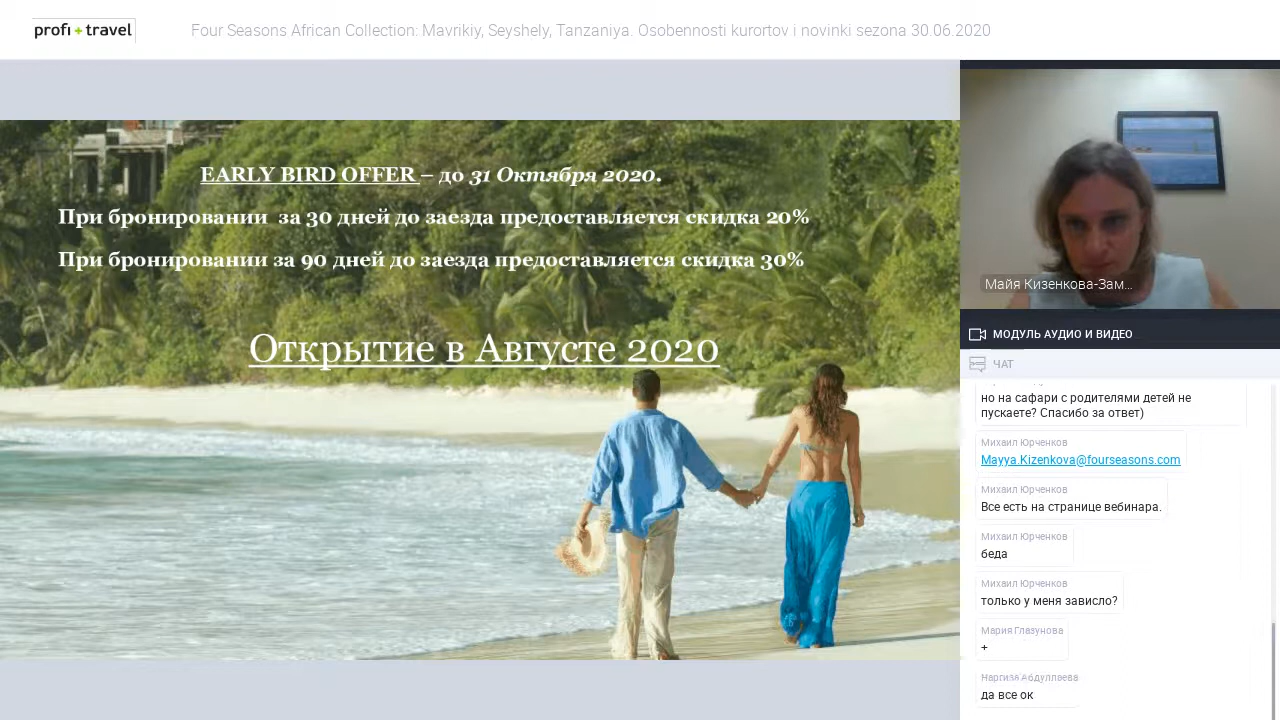 profi + travel
Four Seasons African Collection: Mavrikiy, Seyshely, Tanzaniya. Osobennosti kurortov i novinki sezona 30.06.2020
EARLY BIRD OFFER – до 31 Октября 2020.
При бронировании за 30 дней до заезда предоставляется скидка 20%
При бронировании за 90 дней до заезда предоставляется скидка 30%
Открытие в Августе 2020
Майя Кизенкова-Зам...
МОДУЛЬ АУДИО И ВИДЕО
ЧАТ
но на сафари с родителями детей не
пускаете? Спасибо за ответ)
Михаил Юрченков
Mayya.Kizenkova@fourseasons.com
Михаил Юрченков
Все есть на странице вебинара.
Михаил Юрченков
беда
Михаил Юрченков
только у меня зависло?
Мария Глазунова
+
Наргиза Абдуллаева
да все ок